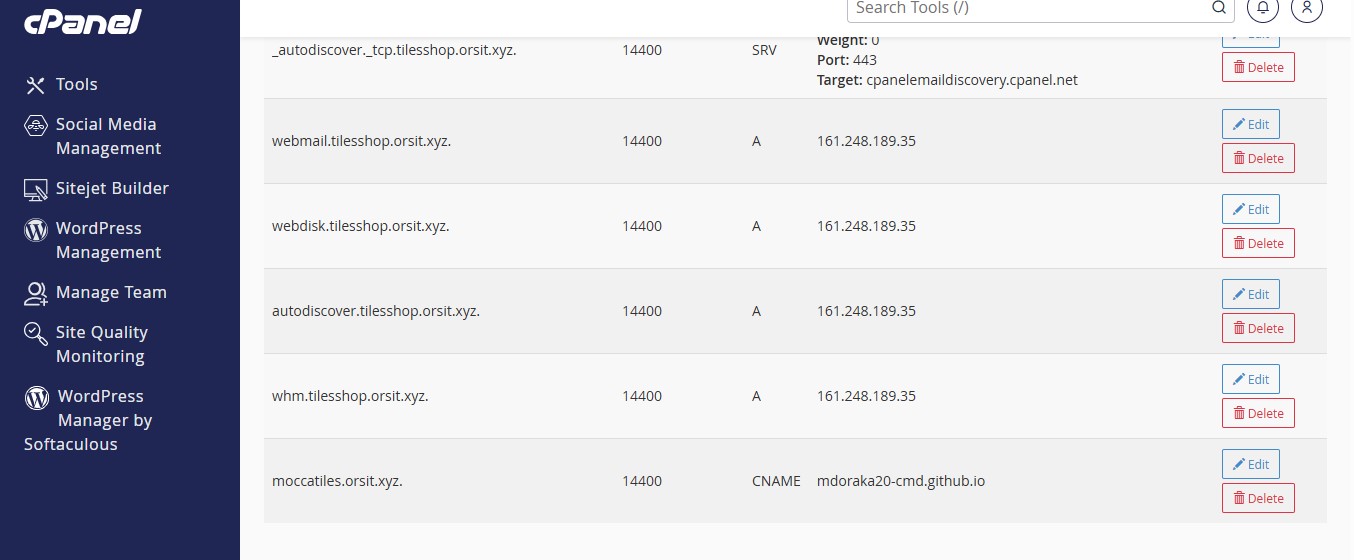 cPanel
Search Tools (/)
Tools
Social Media
Management
Sitejet Builder
WordPress
Management
Manage Team
Site Quality
Monitoring
WordPress
Manager by
Softaculous
_autodiscover._tcp.tilesshop.orsit.xyz. 14400 SRV
Weight: 0
Port: 443
Target: cpanelemaildiscovery.cpanel.net
Edit
Delete
webmail.tilesshop.orsit.xyz. 14400 A 161.248.189.35
Edit
Delete
webdisk.tilesshop.orsit.xyz. 14400 A 161.248.189.35
Edit
Delete
autodiscover.tilesshop.orsit.xyz. 14400 A 161.248.189.35
Edit
Delete
whm.tilesshop.orsit.xyz. 14400 A 161.248.189.35
Edit
Delete
moccatiles.orsit.xyz. 14400 CNAME mdoraka20-cmd.github.io
Edit
Delete